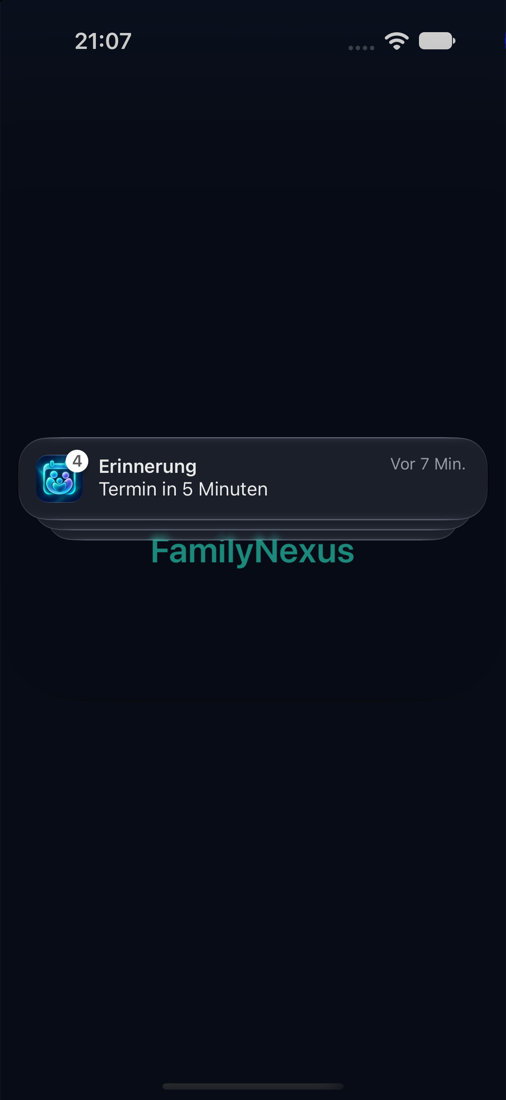 21:07
4
Erinnerung
Vor 7 Min.
Termin in 5 Minuten
FamilyNexus